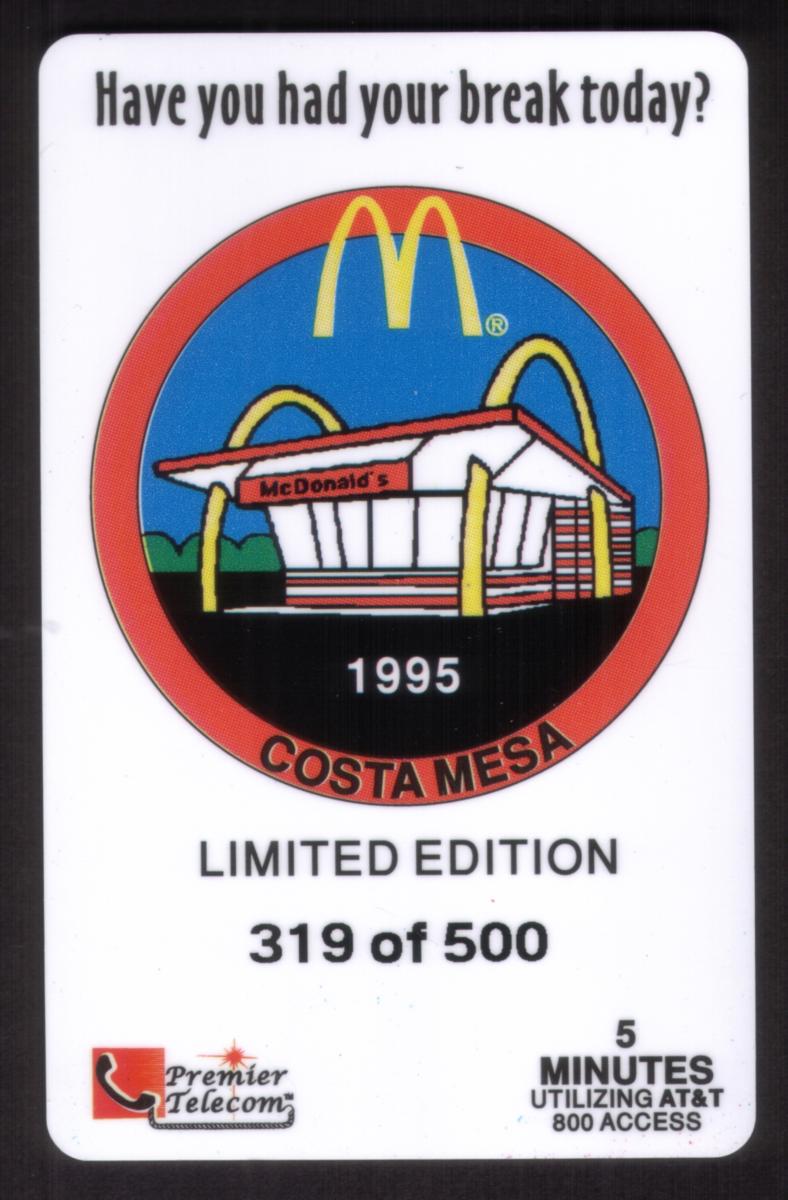 Have you had your break today?
M®
McDonald's
1995
COSTA MESA
LIMITED EDITION
319 of 500
Premier
Telecom™
5
MINUTES
UTILIZING AT&T
800 ACCESS